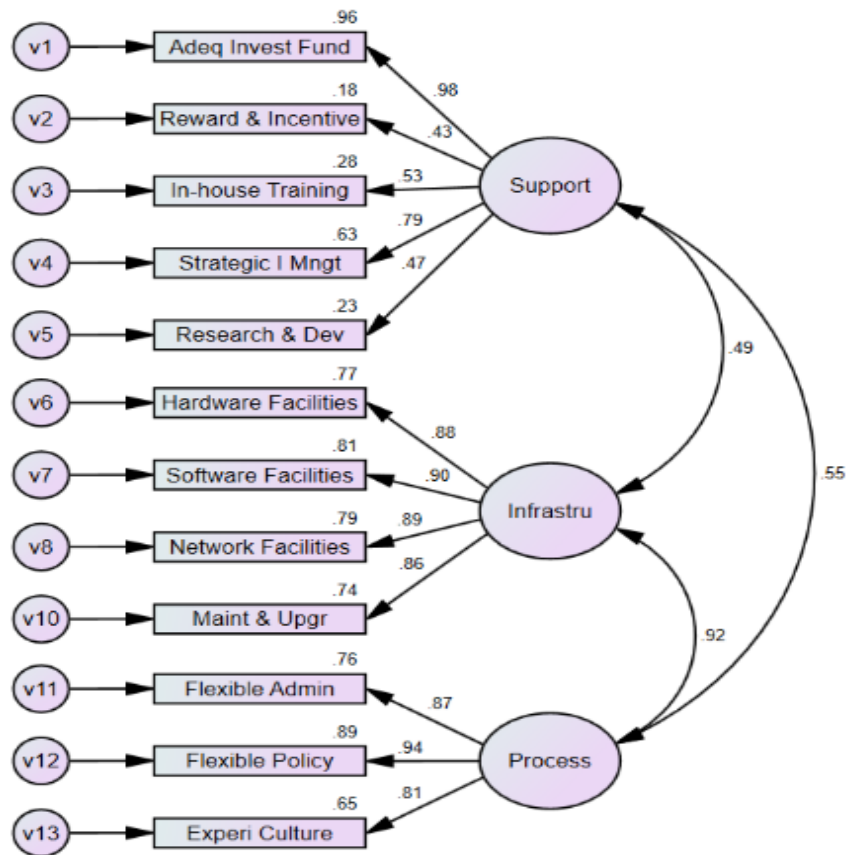 .96
v1 Adeq Invest Fund
.98
.18
v2 Reward & Incentive
.43
.28
v3 In-house Training
.53
Support
.79
.63
v4 Strategic I Mngt
.47
.23
v5 Research & Dev
.49
.77
v6 Hardware Facilities
.88
.81
v7 Software Facilities
.90
.55
Infrastru
.79
v8 Network Facilities
.89
.86
.74
v10 Maint & Upgr
.92
.76
v11 Flexible Admin
.87
.89
v12 Flexible Policy
.94
Process
.81
.65
v13 Experi Culture